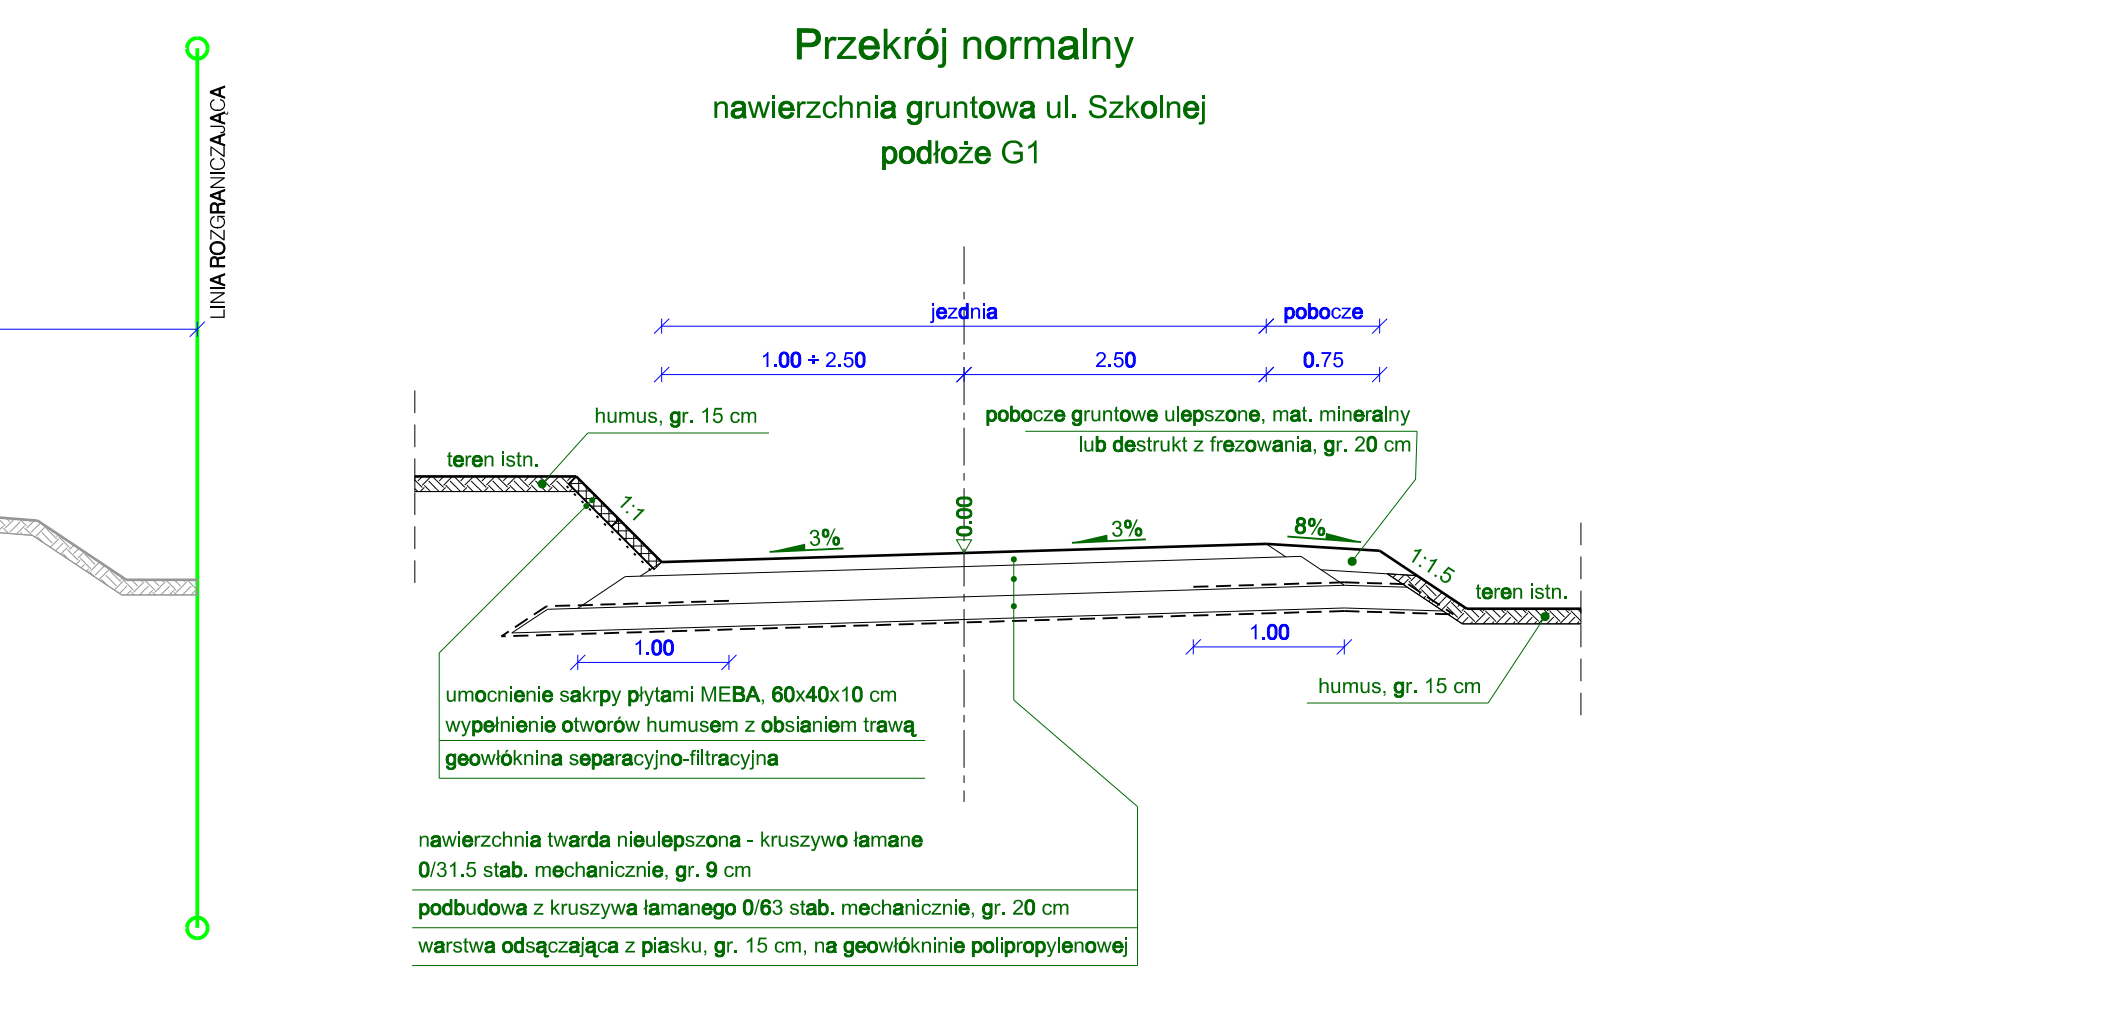 Przekrój normalny
nawierzchnia gruntowa ul. Szkolnej
podłoże G1
LINIA ROZGRANICZAJĄCA
jezdnia
pobocze
1.00 ÷ 2.50
2.50
0.75
humus, gr. 15 cm
pobocze gruntowe ulepszone, mat. mineralny
lub destrukt z frezowania, gr. 20 cm
teren istn.
1:1
3%
0.00
3%
8%
1:1.5
teren istn.
1.00
1.00
humus, gr. 15 cm
umocnienie sakrpy płytami MEBA, 60x40x10 cm
wypełnienie otworów humusem z obsianiem trawą
geowłóknina separacyjno-filtracyjna
nawierzchnia twarda nieulepszona - kruszywo łamane
0/31.5 stab. mechanicznie, gr. 9 cm
podbudowa z kruszywa łamanego 0/63 stab. mechanicznie, gr. 20 cm
warstwa odsączająca z piasku, gr. 15 cm, na geowłókninie polipropylenowej